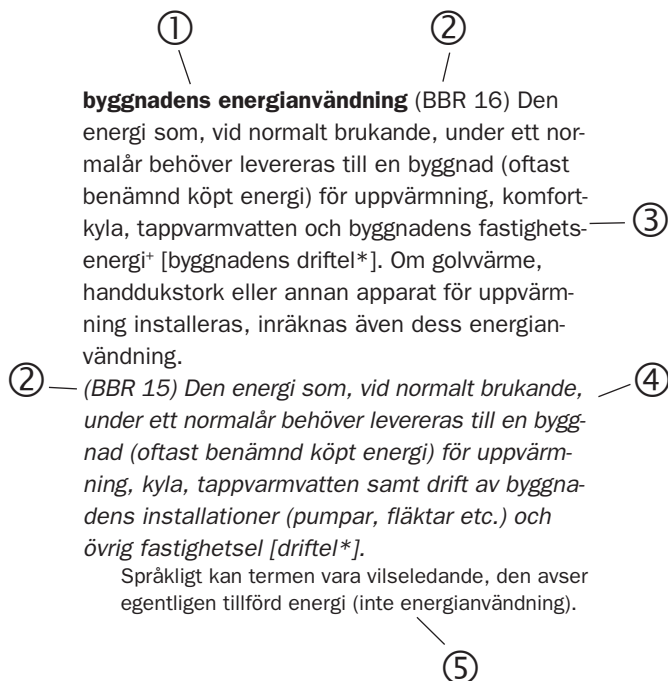 ① ②
byggnadens energianvändning (BBR 16) Den
energi som, vid normalt brukande, under ett nor-
malår behöver levereras till en byggnad (oftast
benämnd köpt energi) för uppvärmning, komfort-
kyla, tappvarmvatten och byggnadens fastighets- ③
energi⁺ [byggnadens driftel*]. Om golvvärme,
handdukstork eller annan apparat för uppvärm-
ning installeras, inräknas även dess energian-
vändning.
② (BBR 15) Den energi som, vid normalt brukande, ④
under ett normalår behöver levereras till en bygg-
nad (oftast benämnd köpt energi) för uppvärm-
ning, kyla, tappvarmvatten samt drift av byggna-
dens installationer (pumpar, fläktar etc.) och
övrig fastighetsel [driftel*].
Språkligt kan termen vara vilseledande, den avser
egentligen tillförd energi (inte energianvändning).
⑤